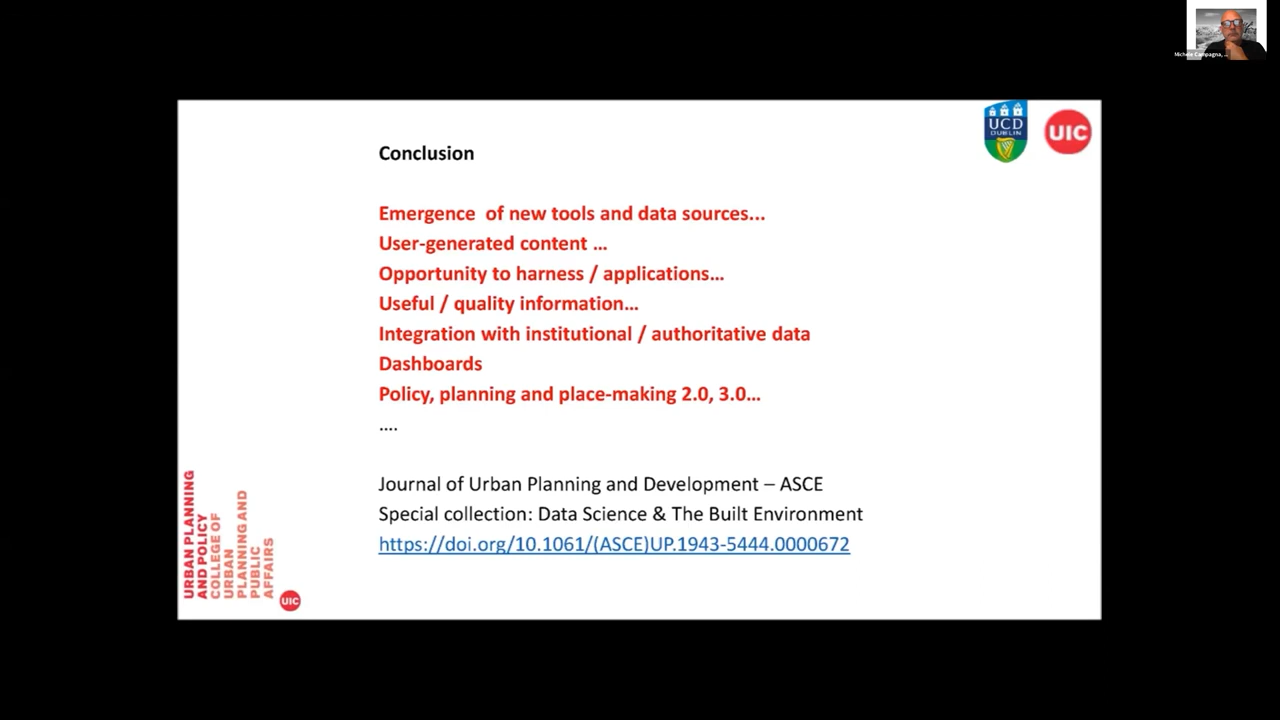 Michele Campagna, ...
UCD
DUBLIN
UIC
Conclusion
Emergence  of new tools and data sources...
User-generated content …
Opportunity to harness / applications…
Useful / quality information…
Integration with institutional / authoritative data
Dashboards
Policy, planning and place-making 2.0, 3.0…
….
Journal of Urban Planning and Development – ASCE
Special collection: Data Science & The Built Environment
https://doi.org/10.1061/(ASCE)UP.1943-5444.0000672
URBAN PLANNING
AND POLICY
COLLEGE OF
URBAN
PLANNING AND
PUBLIC
AFFAIRS
UIC